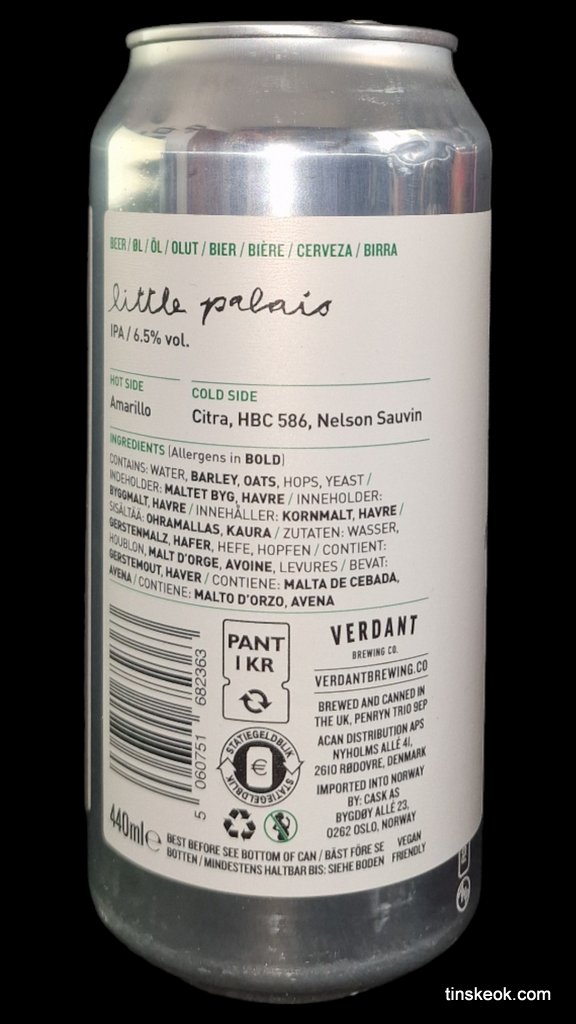 BEER / ØL / ÖL / OLUT / BIER / BIÈRE / CERVEZA / BIRRA
little palais
IPA / 6.5% vol.
HOT SIDE
Amarillo
COLD SIDE
Citra, HBC 586, Nelson Sauvin
INGREDIENTS (Allergens in BOLD)
CONTAINS: WATER, BARLEY, OATS, HOPS, YEAST /
INDEHOLDER: MALTET BYG, HAVRE / INNEHOLDER:
BYGGMALT, HAVRE / INNEHÅLLER: KORNMALT, HAVRE /
SISÄLTÄÄ: OHRAMALLAS, KAURA / ZUTATEN: WASSER,
GERSTENMALZ, HAFER, HEFE, HOPFEN / CONTIENT:
HOUBLON, MALT D'ORGE, AVOINE, LEVURES / BEVAT:
GERSTEMOUT, HAVER / CONTIENE: MALTA DE CEBADA,
AVENA / CONTIENE: MALTO D'ORZO, AVENA
5 060751 682363
PANT
1 KR
STATIEGELDBLIK
€
STATIEGELDBLIK
VERDANT
BREWING CO.
VERDANTBREWING.CO
BREWED AND CANNED IN
THE UK, PENRYN TR10 9EP
ACAN DISTRIBUTION APS
NYHOLMS ALLÉ 41,
2610 RØDOVRE, DENMARK
IMPORTED INTO NORWAY
BY: CASK AS
BYGDØY ALLÉ 23,
0262 OSLO, NORWAY
440ml e
BEST BEFORE SEE BOTTOM OF CAN / BÄST FÖRE SE
BOTTEN / MINDESTENS HALTBAR BIS: SIEHE BODEN
VEGAN
FRIENDLY
tinskeok.com